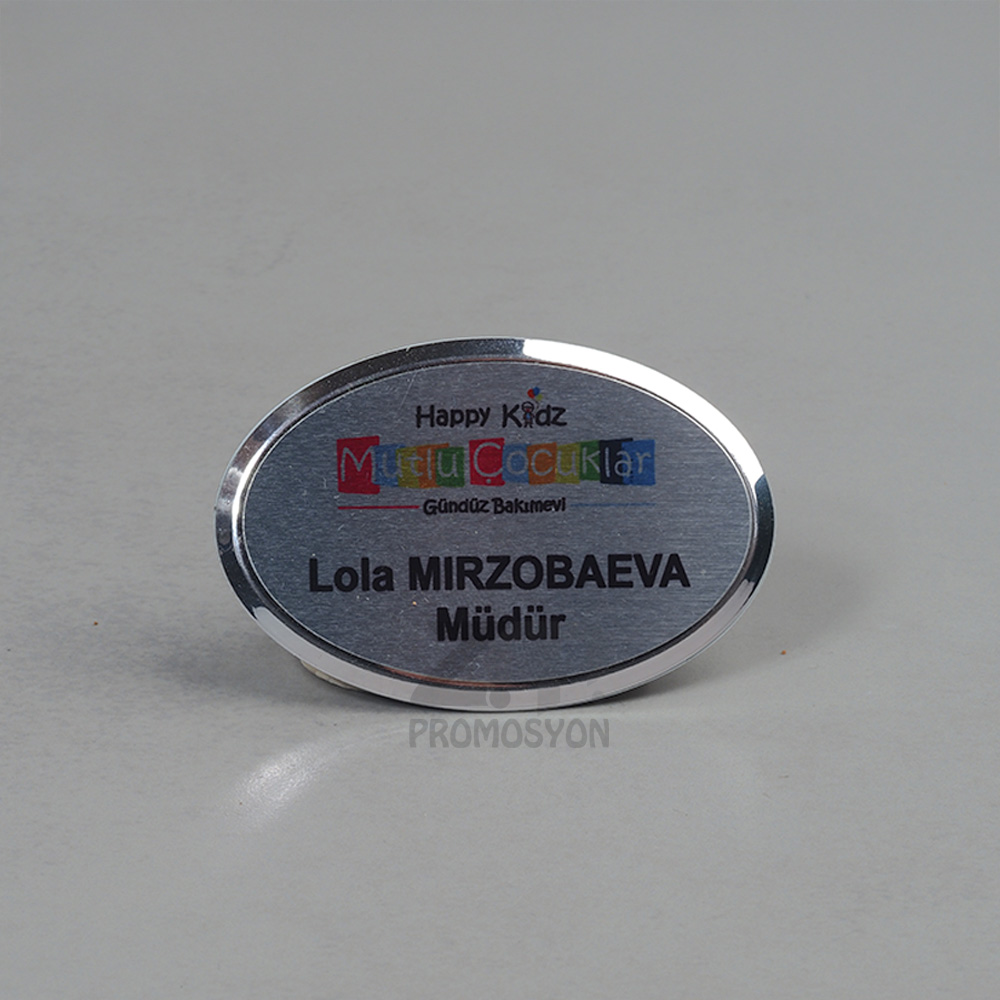 Happy Kidz
Mutlu Çocuklar
Gündüz Bakımevi
Lola MIRZOBAEVA
Müdür
PROMOSYON